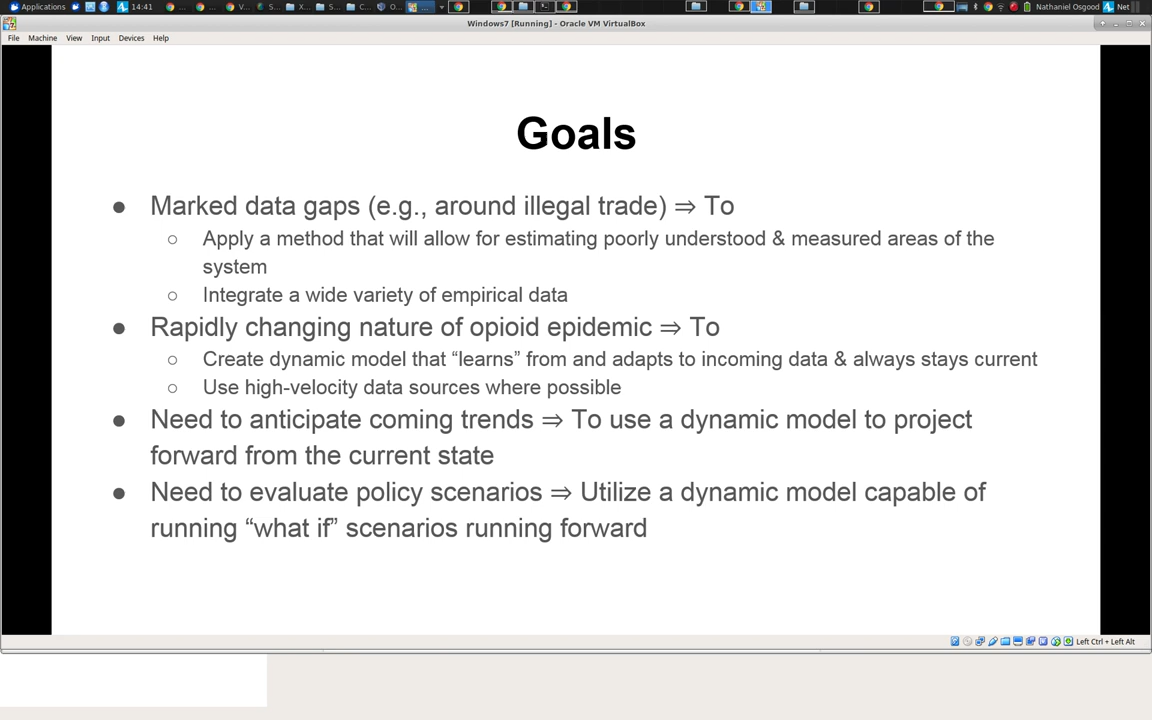 Applications 14:41 ... ... V... S... X... S... C... O... ... Nathaniel Osgood Net
Windows7 [Running] - Oracle VM VirtualBox
File Machine View Input Devices Help
Goals
● Marked data gaps (e.g., around illegal trade) ⇒ To
○ Apply a method that will allow for estimating poorly understood & measured areas of the
system
○ Integrate a wide variety of empirical data
● Rapidly changing nature of opioid epidemic ⇒ To
○ Create dynamic model that “learns” from and adapts to incoming data & always stays current
○ Use high-velocity data sources where possible
● Need to anticipate coming trends ⇒ To use a dynamic model to project
forward from the current state
● Need to evaluate policy scenarios ⇒ Utilize a dynamic model capable of
running “what if” scenarios running forward
Left Ctrl + Left Alt